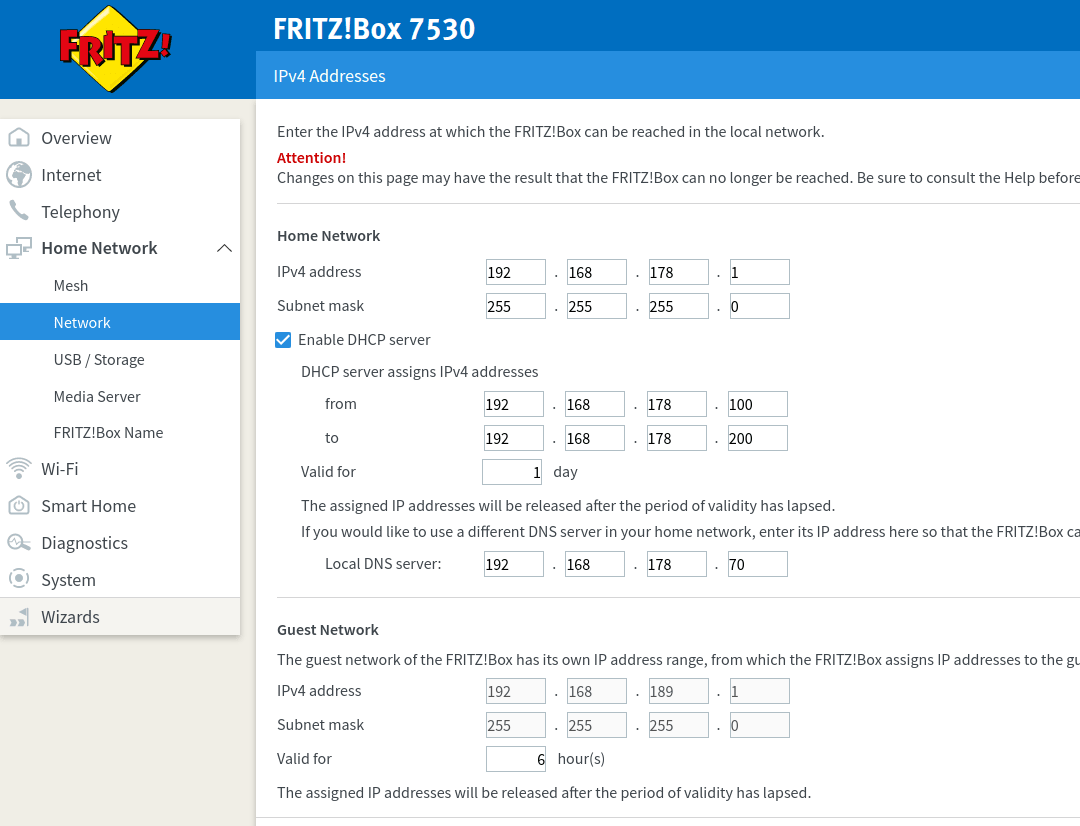 FRITZ!
FRITZ!Box 7530
IPv4 Addresses
Overview
Internet
Telephony
Home Network
Mesh
Network
USB / Storage
Media Server
FRITZ!Box Name
Wi-Fi
Smart Home
Diagnostics
System
Wizards
Enter the IPv4 address at which the FRITZ!Box can be reached in the local network.
Attention!
Changes on this page may have the result that the FRITZ!Box can no longer be reached. Be sure to consult the Help before
Home Network
IPv4 address 192 . 168 . 178 . 1
Subnet mask 255 . 255 . 255 . 0
Enable DHCP server
DHCP server assigns IPv4 addresses
from 192 . 168 . 178 . 100
to 192 . 168 . 178 . 200
Valid for 1 day
The assigned IP addresses will be released after the period of validity has lapsed.
If you would like to use a different DNS server in your home network, enter its IP address here so that the FRITZ!Box ca
Local DNS server: 192 . 168 . 178 . 70
Guest Network
The guest network of the FRITZ!Box has its own IP address range, from which the FRITZ!Box assigns IP addresses to the gu
IPv4 address 192 . 168 . 189 . 1
Subnet mask 255 . 255 . 255 . 0
Valid for 6 hour(s)
The assigned IP addresses will be released after the period of validity has lapsed.